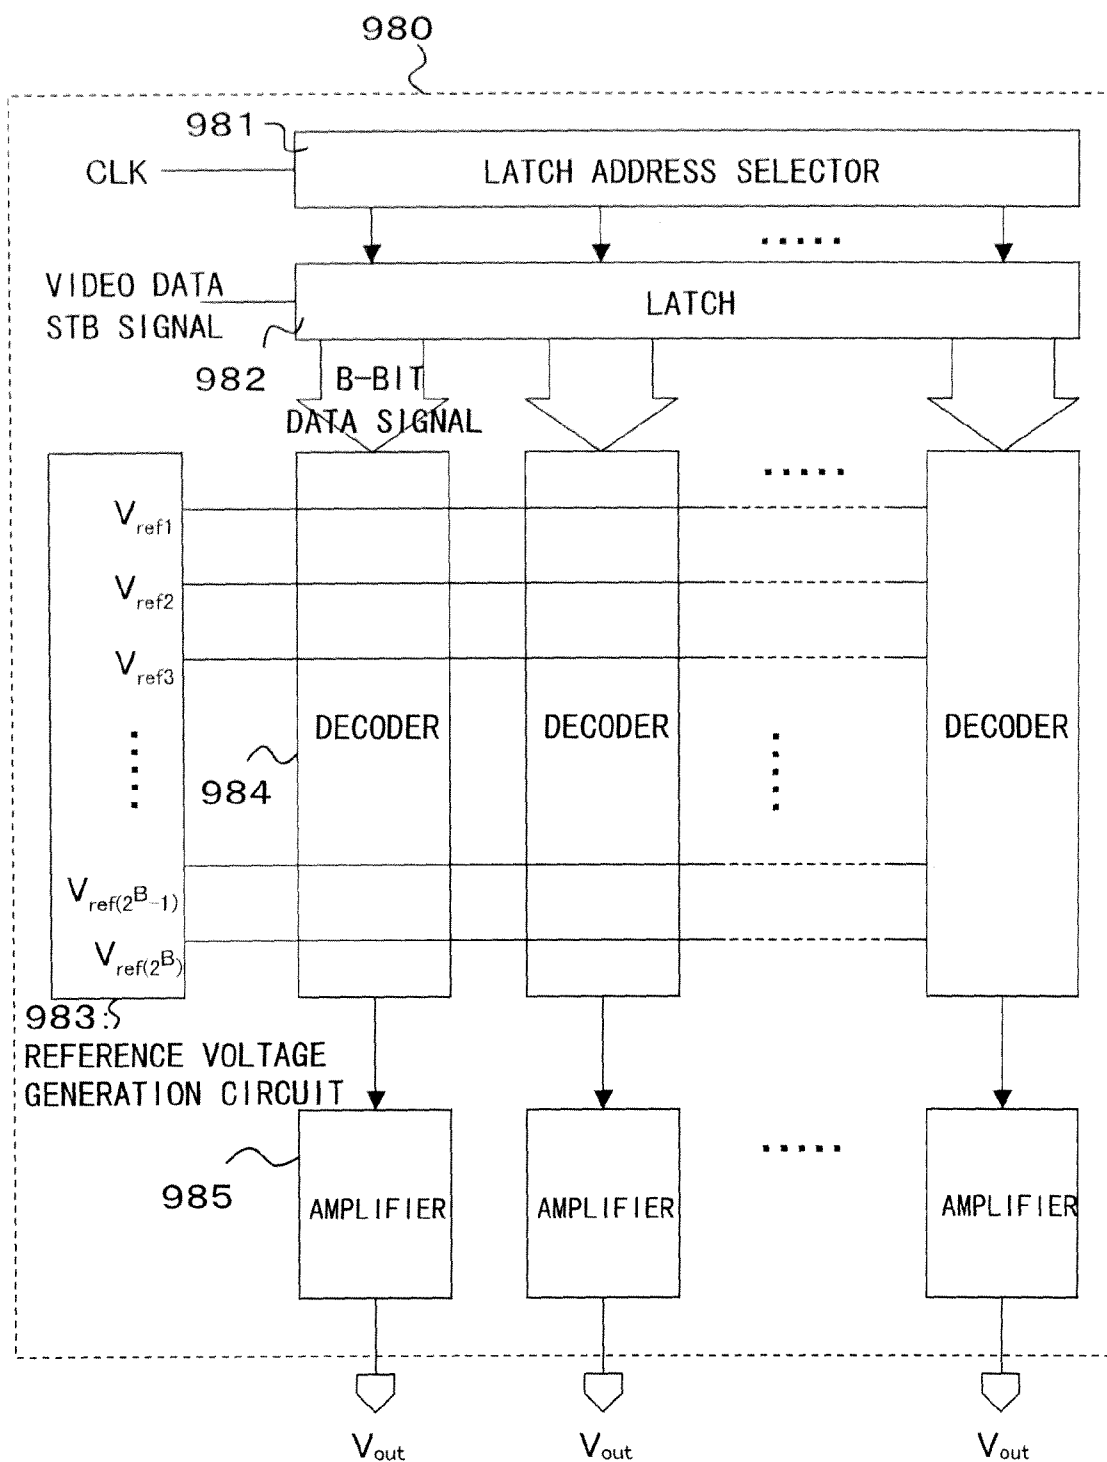 980
981
CLK
LATCH ADDRESS SELECTOR
VIDEO DATA
STB SIGNAL
LATCH
982
B-BIT
DATA SIGNAL
Vref1
Vref2
Vref3
DECODER
DECODER
DECODER
984
Vref(2B-1)
Vref(2B)
983:
REFERENCE VOLTAGE
GENERATION CIRCUIT
985
AMPLIFIER
AMPLIFIER
AMPLIFIER
Vout
Vout
Vout